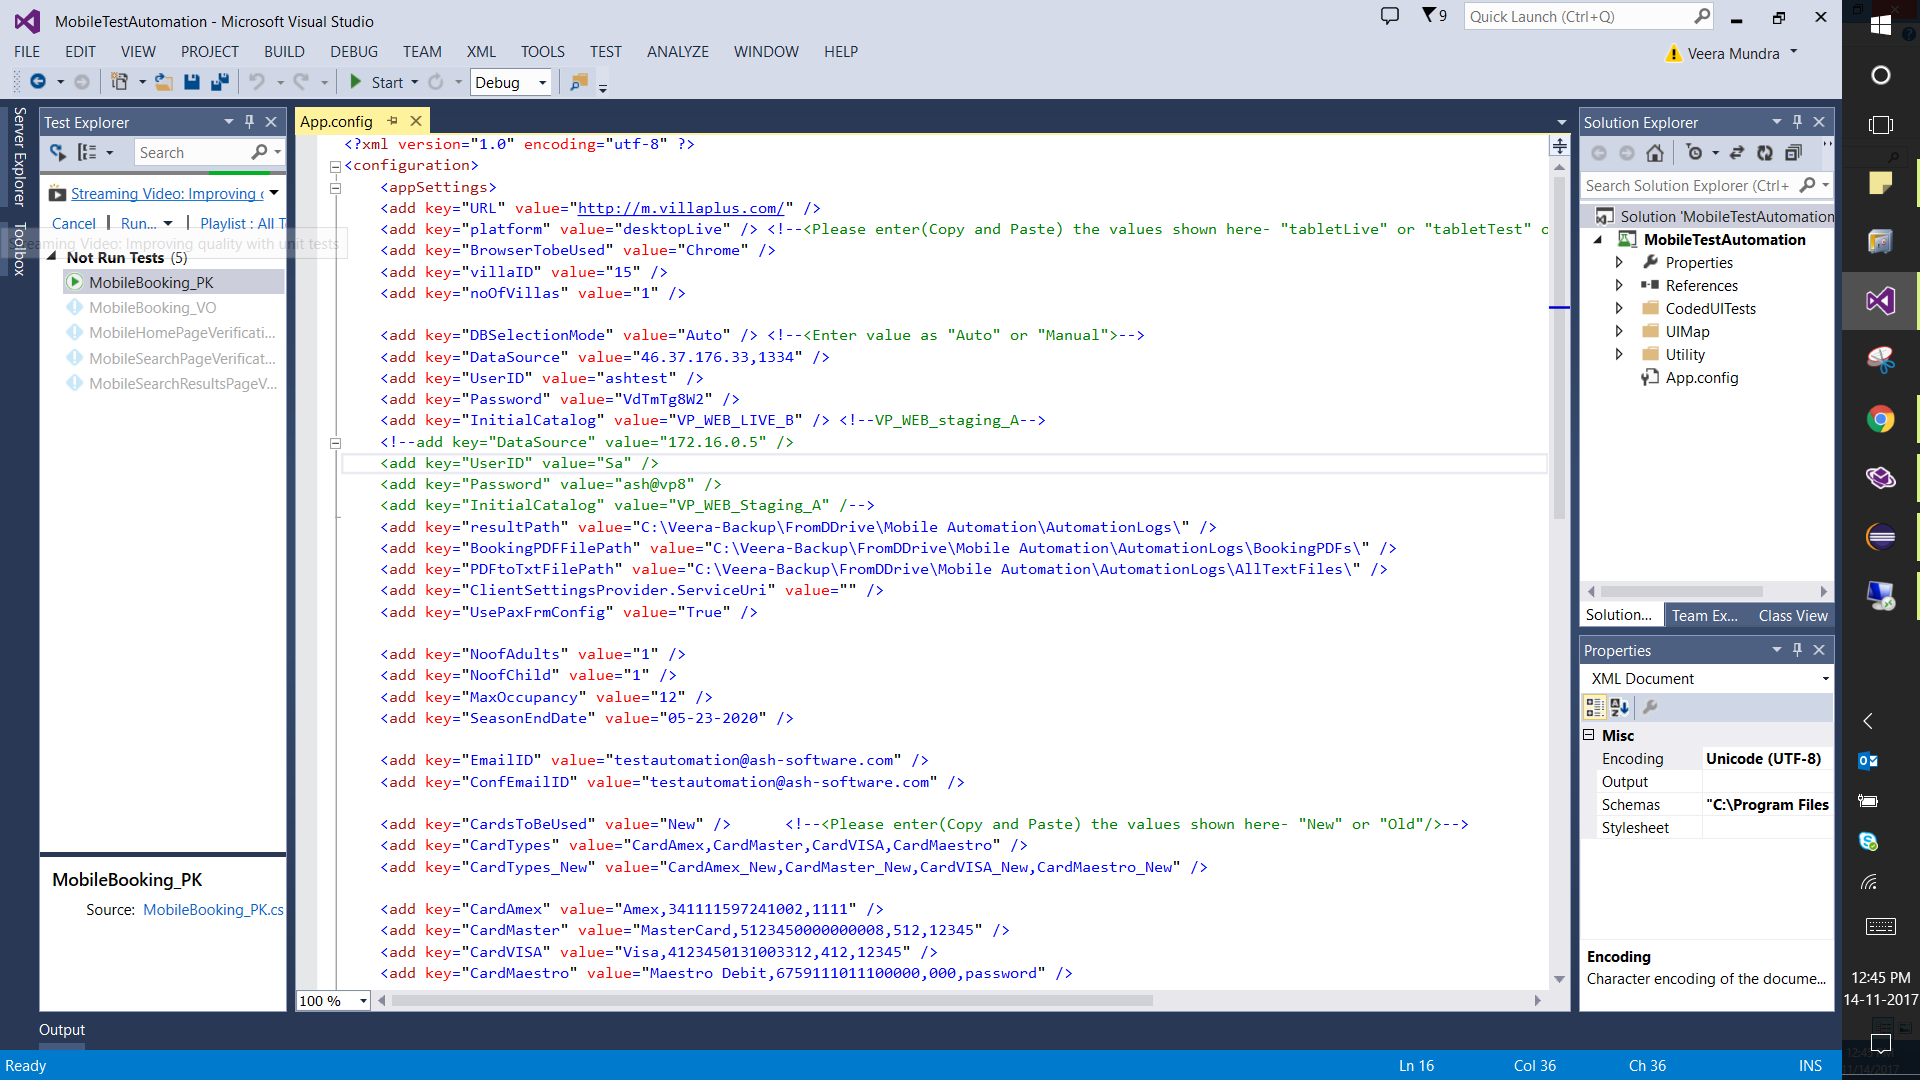 MobileTestAutomation - Microsoft Visual Studio
9
Quick Launch (Ctrl+Q)
FILE EDIT VIEW PROJECT BUILD DEBUG TEAM XML TOOLS TEST ANALYZE WINDOW HELP
Veera Mundra
Start
Debug
Server Explorer
Toolbox
Test Explorer
Search
Streaming Video: Improving
Cancel | Run... | Playlist : All T
Streaming Video: Improving quality with unit tests
Not Run Tests (5)
MobileBooking_PK
MobileBooking_VO
MobileHomePageVerificati...
MobileSearchPageVerificat...
MobileSearchResultsPageV...
MobileBooking_PK
Source: MobileBooking_PK.cs
App.config
<?xml version="1.0" encoding="utf-8" ?>
<configuration>
<appSettings>
<add key="URL" value="http://m.villaplus.com/" />
<add key="platform" value="desktopLive" /> <!--<Please enter(Copy and Paste) the values shown here- "tabletLive" or "tabletTest" o
<add key="BrowserTobeUsed" value="Chrome" />
<add key="villaID" value="15" />
<add key="noOfVillas" value="1" />
<add key="DBSelectionMode" value="Auto" /> <!--<Enter value as "Auto" or "Manual">-->
<add key="DataSource" value="46.37.176.33,1334" />
<add key="UserID" value="ashtest" />
<add key="Password" value="VdTmTg8W2" />
<add key="InitialCatalog" value="VP_WEB_LIVE_B" /> <!--VP_WEB_staging_A-->
<!--add key="DataSource" value="172.16.0.5" />
<add key="UserID" value="Sa" />
<add key="Password" value="ash@vp8" />
<add key="InitialCatalog" value="VP_WEB_Staging_A" /-->
<add key="resultPath" value="C:\Veera-Backup\FromDDrive\Mobile Automation\AutomationLogs\" />
<add key="BookingPDFFilePath" value="C:\Veera-Backup\FromDDrive\Mobile Automation\AutomationLogs\BookingPDFs\" />
<add key="PDFtoTxtFilePath" value="C:\Veera-Backup\FromDDrive\Mobile Automation\AutomationLogs\AllTextFiles\" />
<add key="ClientSettingsProvider.ServiceUri" value="" />
<add key="UsePaxFrmConfig" value="True" />
<add key="NoofAdults" value="1" />
<add key="NoofChild" value="1" />
<add key="MaxOccupancy" value="12" />
<add key="SeasonEndDate" value="05-23-2020" />
<add key="EmailID" value="testautomation@ash-software.com" />
<add key="ConfEmailID" value="testautomation@ash-software.com" />
<add key="CardsToBeUsed" value="New" /> <!--<Please enter(Copy and Paste) the values shown here- "New" or "Old"/>-->
<add key="CardTypes" value="CardAmex,CardMaster,CardVISA,CardMaestro" />
<add key="CardTypes_New" value="CardAmex_New,CardMaster_New,CardVISA_New,CardMaestro_New" />
<add key="CardAmex" value="Amex,341111597241002,1111" />
<add key="CardMaster" value="MasterCard,5123450000000008,512,12345" />
<add key="CardVISA" value="Visa,4123450131003312,412,12345" />
<add key="CardMaestro" value="Maestro Debit,6759111011100000,000,password" />
100 %
Solution Explorer
Search Solution Explorer (Ctrl+
Solution 'MobileTestAutomation
MobileTestAutomation
Properties
References
CodedUITests
UIMap
Utility
App.config
Solution... Team Ex... Class View
Properties
XML Document
Misc
Encoding Unicode (UTF-8)
Output
Schemas "C:\Program Files
Stylesheet
Encoding
Character encoding of the docume...
12:45 PM
14-11-2017
Output
Ready
Ln 16 Col 36 Ch 36 INS